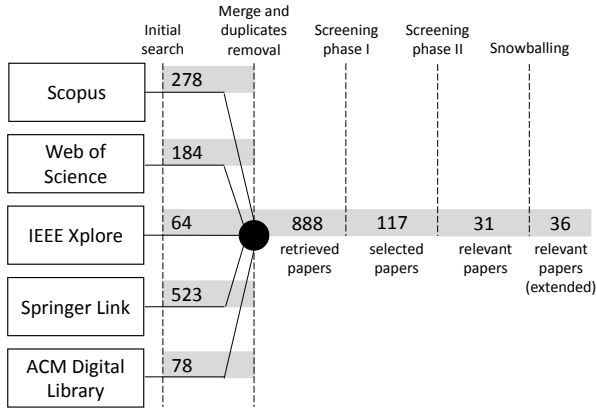 Initial
search
Merge and
duplicates
removal
Screening
phase I
Screening
phase II
Snowballing
Scopus
278
Web of
Science
184
IEEE Xplore
64
888
117
31
36
retrieved
papers
selected
papers
relevant
papers
relevant
papers
(extended)
Springer Link
523
ACM Digital
Library
78